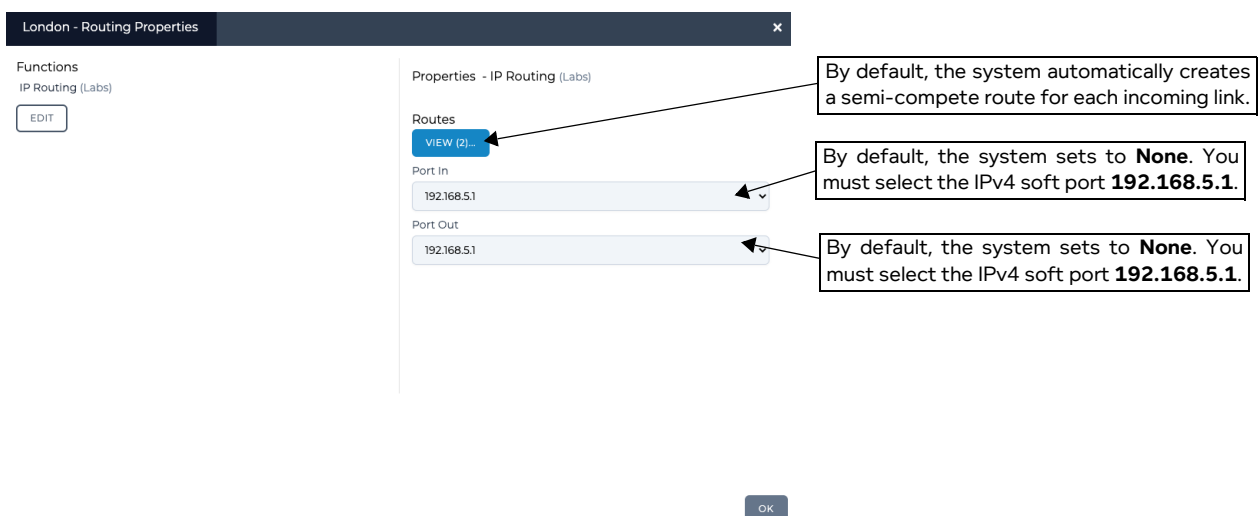 London - Routing Properties
×
Functions
IP Routing (Labs)
EDIT
Properties - IP Routing (Labs)
Routes
VIEW (2)...
Port In
192.168.5.1
Port Out
192.168.5.1
OK
By default, the system automatically creates
a semi-compete route for each incoming link.
By default, the system sets to None. You
must select the IPv4 soft port 192.168.5.1.
By default, the system sets to None. You
must select the IPv4 soft port 192.168.5.1.